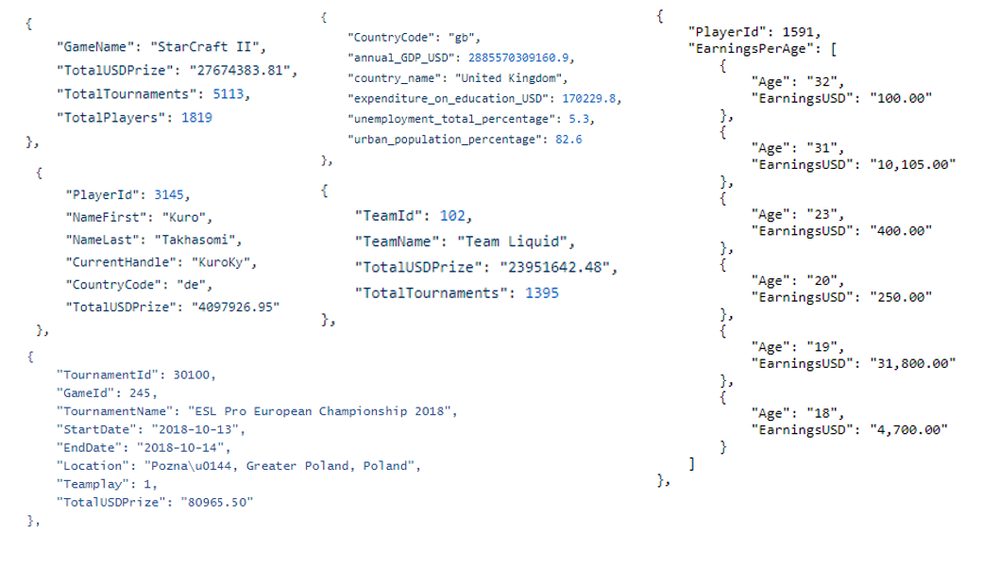 {
"GameName": "StarCraft II",
"TotalUSDPrize": "27674383.81",
"TotalTournaments": 5113,
"TotalPlayers": 1819
},
{
"PlayerId": 3145,
"NameFirst": "Kuro",
"NameLast": "Takhasomi",
"CurrentHandle": "KuroKy",
"CountryCode": "de",
"TotalUSDPrize": "4097926.95"
},
{
"CountryCode": "gb",
"annual_GDP_USD": 2885570309160.9,
"country_name": "United Kingdom",
"expenditure_on_education_USD": 170229.8,
"unemployment_total_percentage": 5.3,
"urban_population_percentage": 82.6
},
{
"TeamId": 102,
"TeamName": "Team Liquid",
"TotalUSDPrize": "23951642.48",
"TotalTournaments": 1395
},
{
"TournamentId": 30100,
"GameId": 245,
"TournamentName": "ESL Pro European Championship 2018",
"StartDate": "2018-10-13",
"EndDate": "2018-10-14",
"Location": "Pozna\u0144, Greater Poland, Poland",
"Teamplay": 1,
"TotalUSDPrize": "80965.50"
},
{
"PlayerId": 1591,
"EarningsPerAge": [
{
"Age": "32",
"EarningsUSD": "100.00"
},
{
"Age": "31",
"EarningsUSD": "10,105.00"
},
{
"Age": "23",
"EarningsUSD": "400.00"
},
{
"Age": "20",
"EarningsUSD": "250.00"
},
{
"Age": "19",
"EarningsUSD": "31,800.00"
},
{
"Age": "18",
"EarningsUSD": "4,700.00"
}
]
},